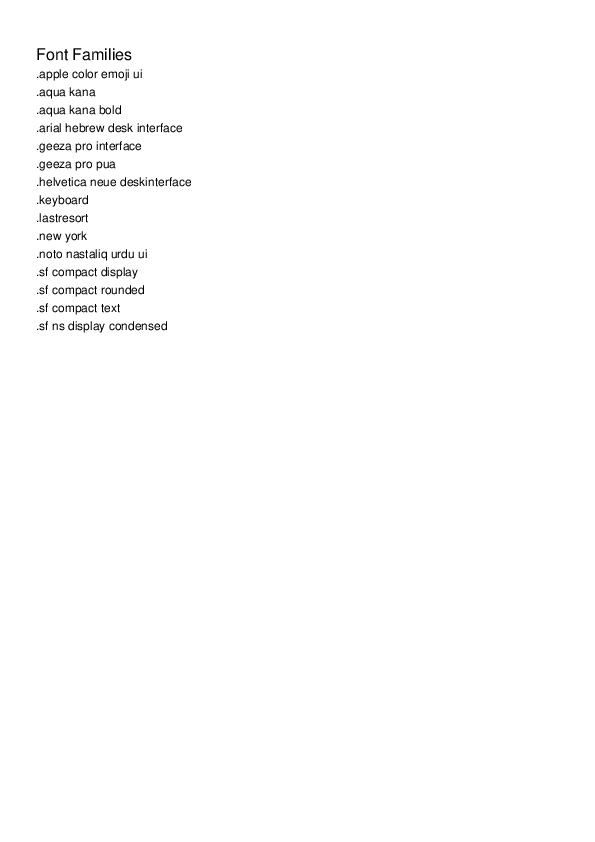 Font Families
.apple color emoji ui
.aqua kana
.aqua kana bold
.arial hebrew desk interface
.geeza pro interface
.geeza pro pua
.helvetica neue deskinterface
.keyboard
.lastresort
.new york
.noto nastaliq urdu ui
.sf compact display
.sf compact rounded
.sf compact text
.sf ns display condensed